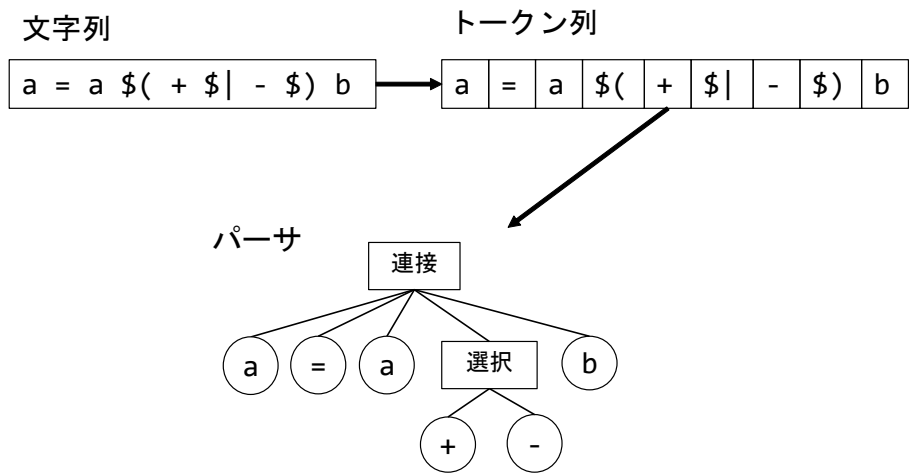 文字列
トークン列
a = a $( + $| - $) b
a = a $( + $| - $) b
パーサ
連接
a = a 選択 b
+ -